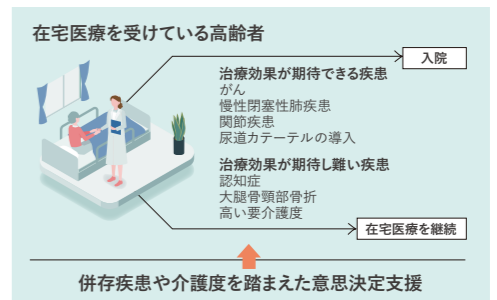 在宅医療を受けている高齢者
入院
治療効果が期待できる疾患
がん
慢性閉塞性肺疾患
関節疾患
尿道カテーテルの導入
治療効果が期待し難い疾患
認知症
大腿骨頸部骨折
高い要介護度
在宅医療を継続
併存疾患や介護度を踏まえた意思決定支援